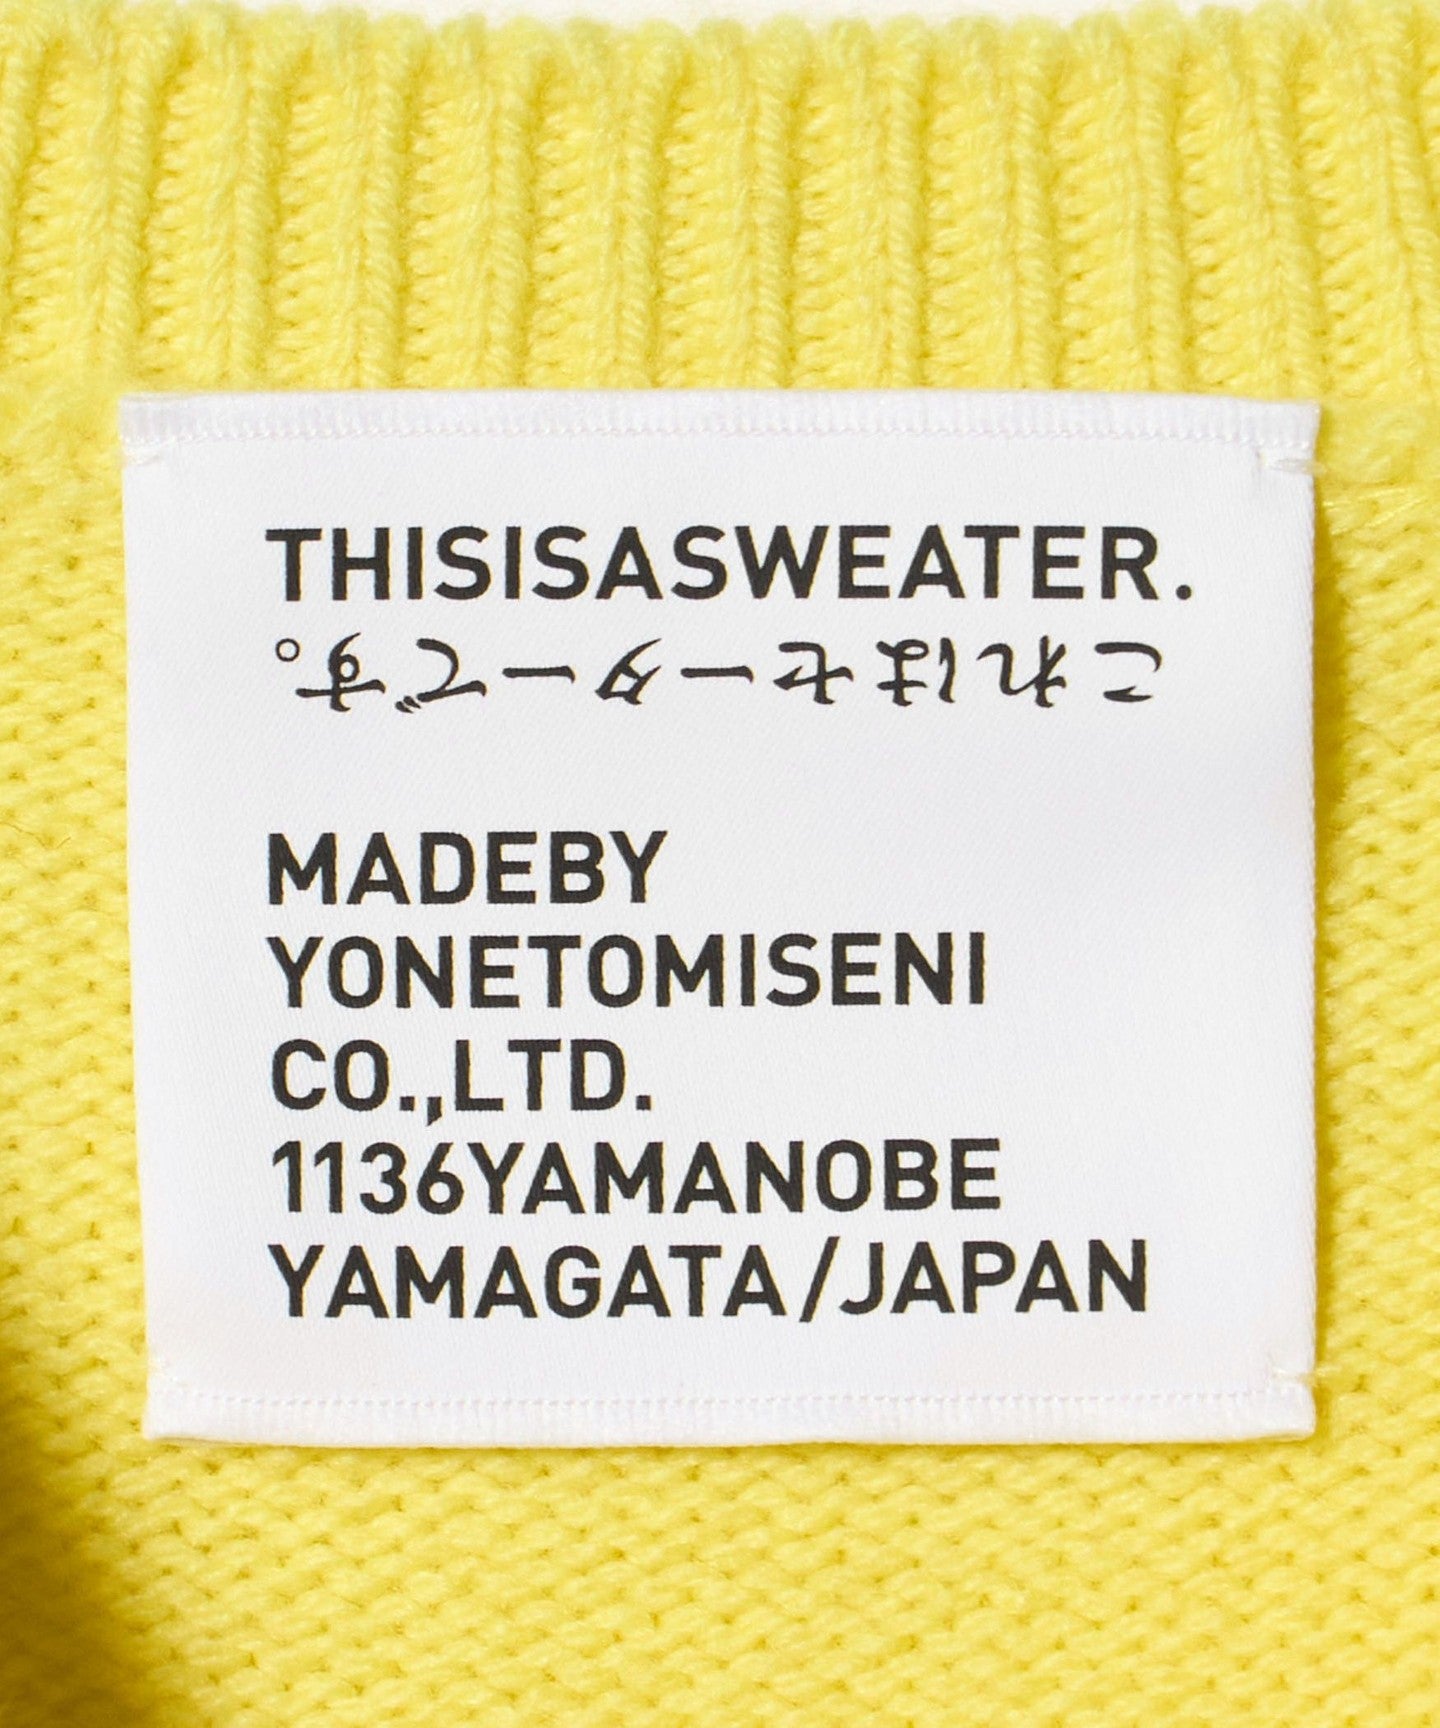 THISISASWEATER.
これはセーターです。
MADEBY
YONETOMISENI
CO.,LTD.
1136YAMANOBE
YAMAGATA/JAPAN